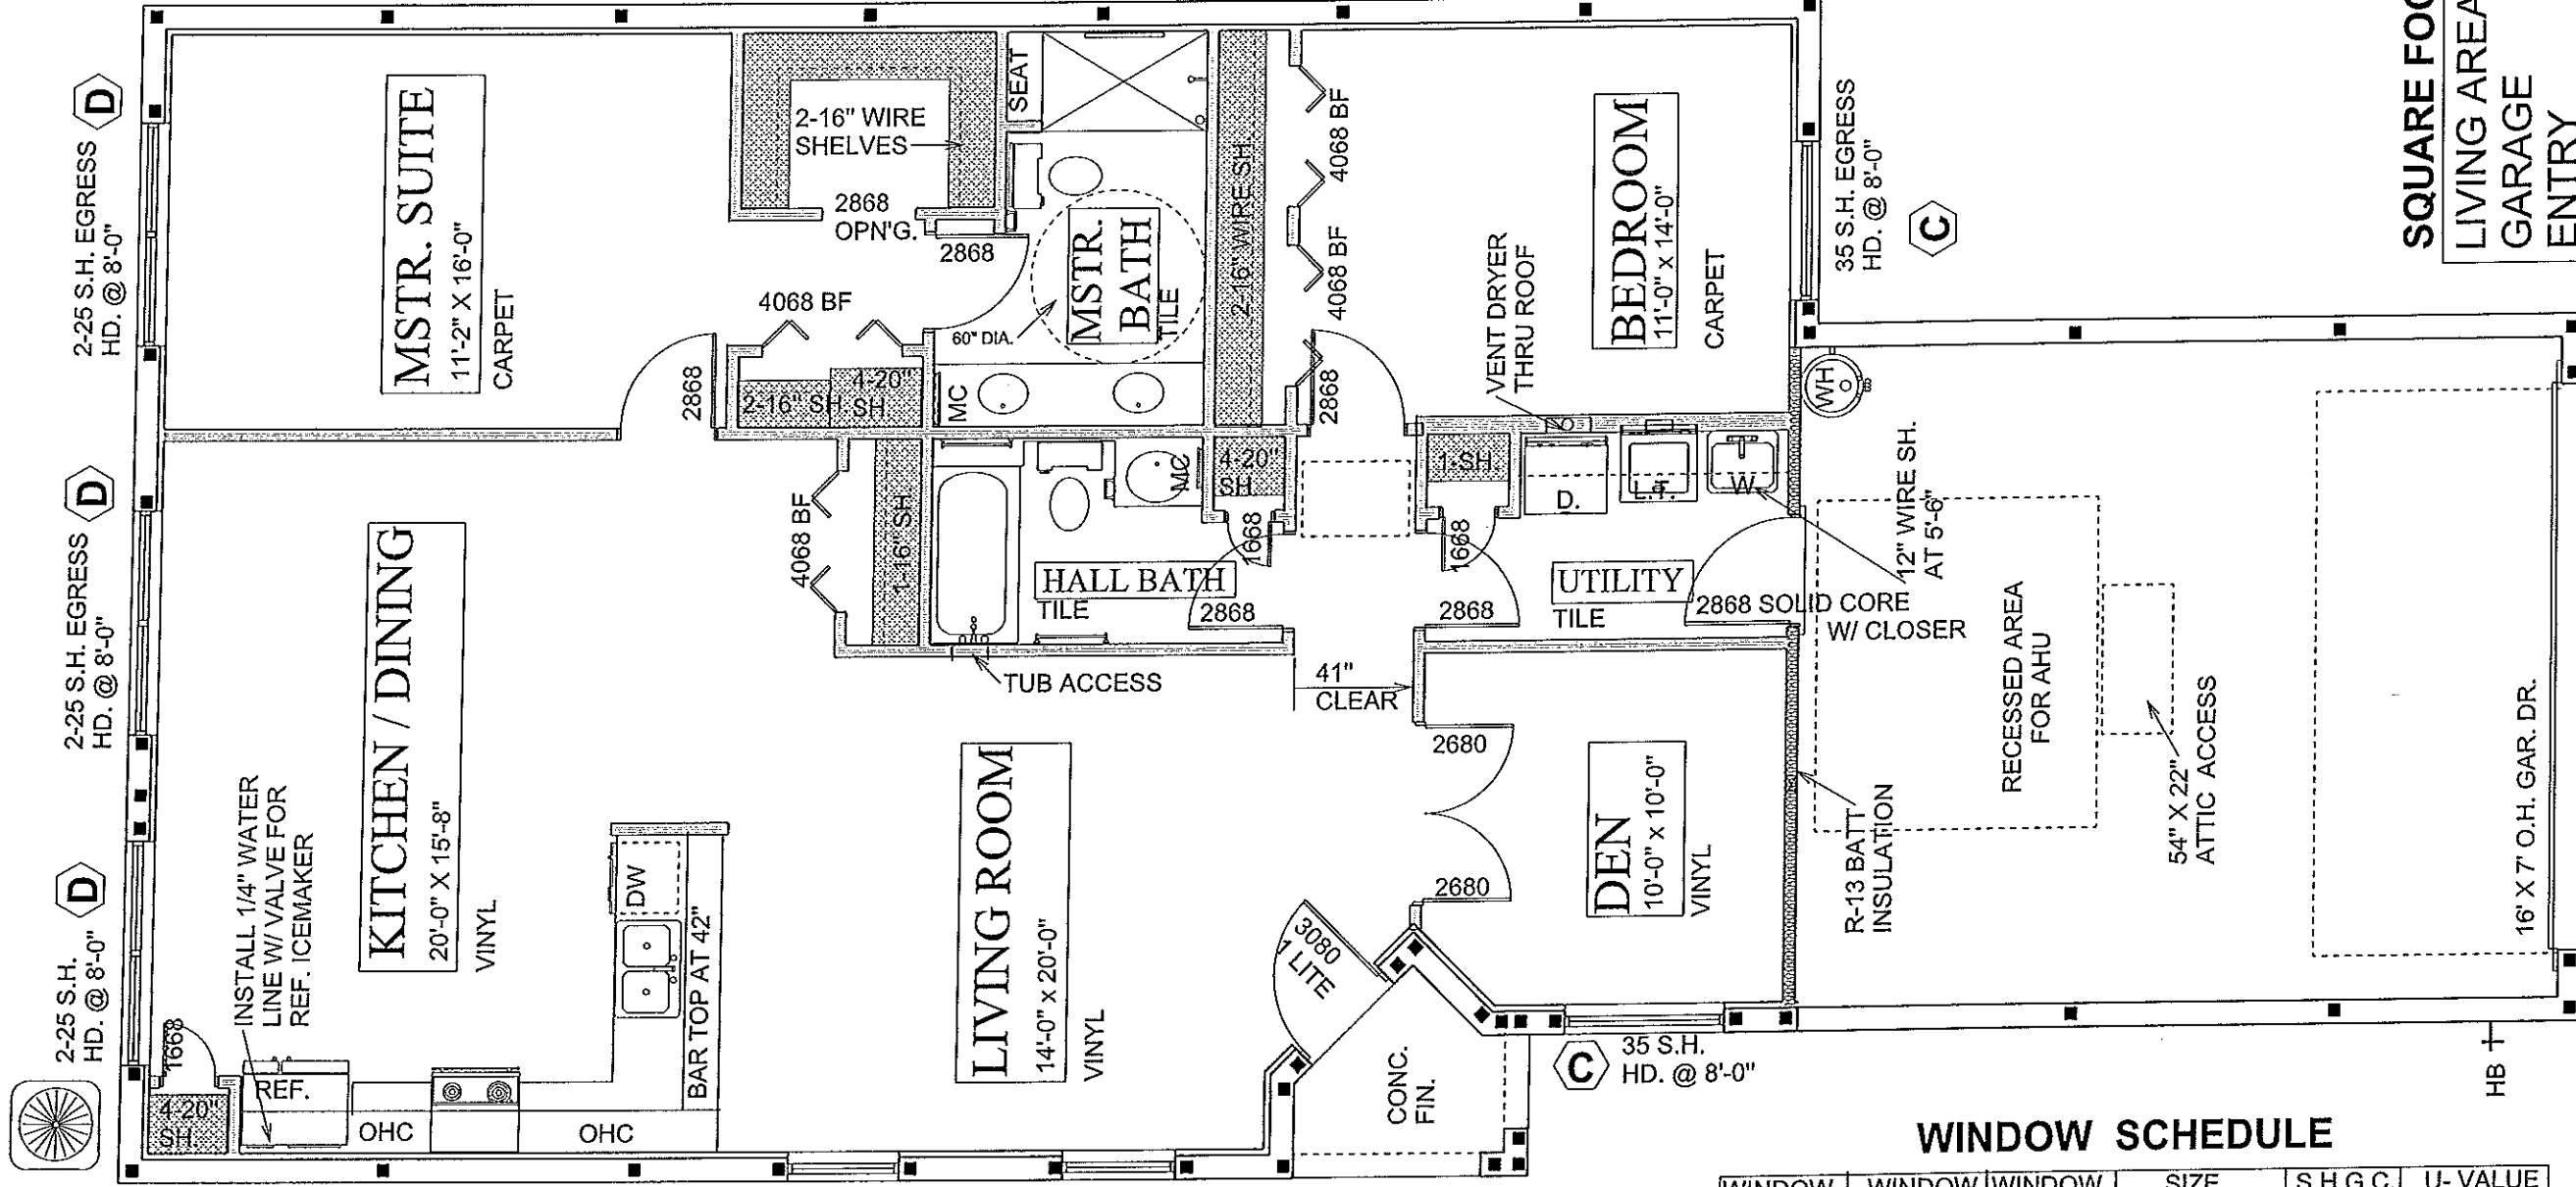 2-25 S.H. EGRESS
HD. @ 8'-0"
D
MSTR. SUITE
11'-2" X 16'-0"
CARPET
2-16" WIRE
SHELVES
SEAT
2868
OPN'G.
2868
4068 BF
60" DIA.
MSTR.
BATH
TILE
2868
2-16" SH
4-20"
SH
MC
2-16" WIRE SH
4068 BF
4068 BF
2868
BEDROOM
11'-0" x 14'-0"
CARPET
VENT DRYER
THRU ROOF
35 S.H. EGRESS
HD. @ 8'-0"
C
SQUARE FOO
LIVING AREA
GARAGE
ENTRY
2-25 S.H. EGRESS
HD. @ 8'-0"
D
KITCHEN / DINING
20'-0" X 15'-8"
VINYL
4068 BF
1-16" SH
MC
4-20"
SH
1668
HALL BATH
TILE
2868
TUB ACCESS
1-SH
1668
D.
L.T.
W
UTILITY
TILE
2868
2868 SOLID CORE
W/ CLOSER
12" WIRE SH.
AT 5'-6"
WH
RECESSED AREA
FOR AHU
54" X 22"
ATTIC ACCESS
16' X 7' O.H. GAR. DR.
R-13 BATT
INSULATION
41"
CLEAR
2680
2680
DEN
10'-0" x 10'-0"
VINYL
2-25 S.H.
HD. @ 8'-0"
D
INSTALL 1/4" WATER
LINE W/ VALVE FOR
REF. ICEMAKER
1668
4-20"
SH.
REF.
OHC
OHC
DW
BAR TOP AT 42"
LIVING ROOM
14'-0" x 20'-0"
VINYL
3080
1 LITE
CONC.
FIN.
C
35 S.H.
HD. @ 8'-0"
HB
WINDOW SCHEDULE
WINDOW WINDOW WINDOW SIZE S.H.G.C. U- VALUE